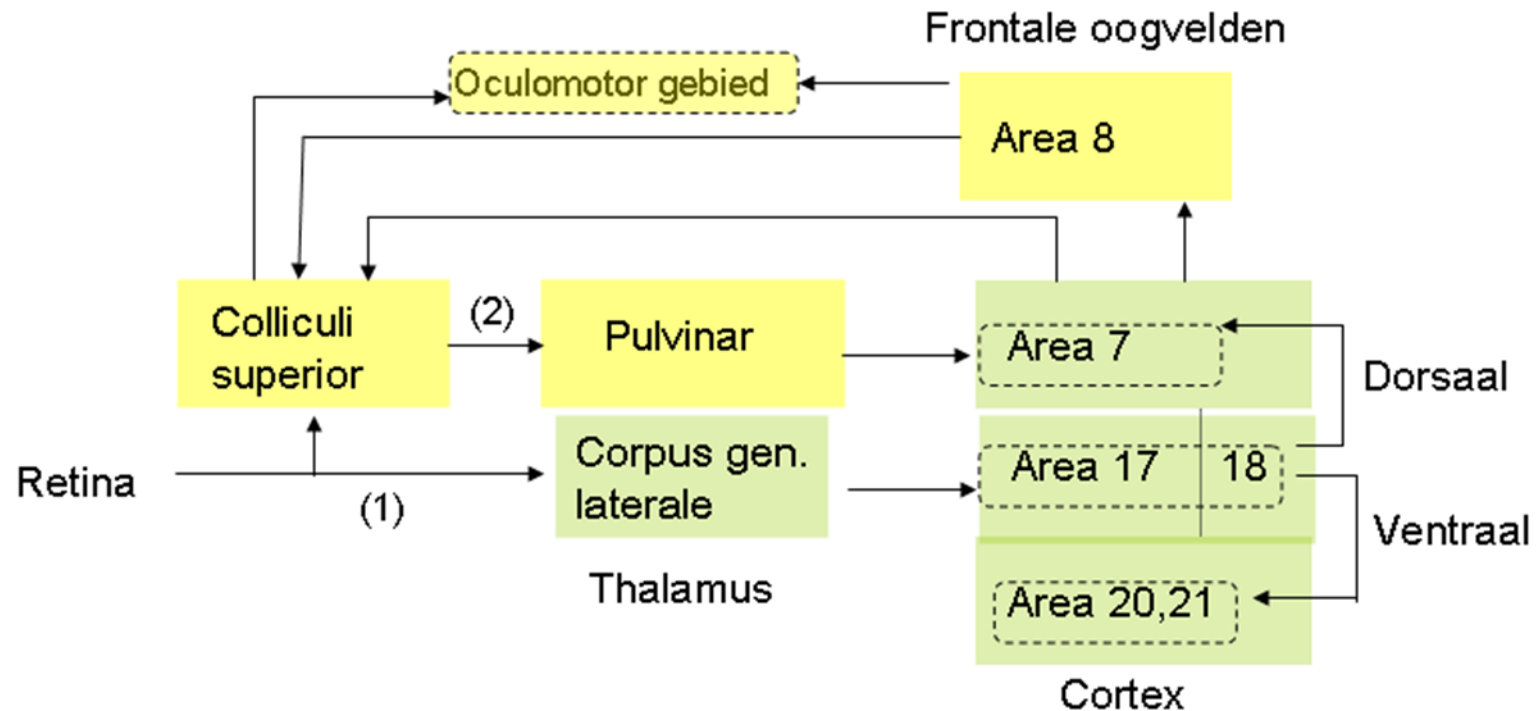 Frontale oogvelden
Oculomotor gebied
Area 8
Colliculi
superior
(2)
Pulvinar
Area 7
Dorsaal
Retina
(1)
Corpus gen.
laterale
Area 17
18
Ventraal
Thalamus
Area 20,21
Cortex